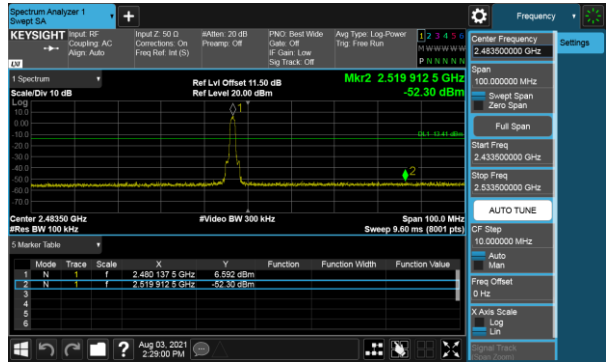 Spectrum Analyzer 1
Swept SA
Frequency
KEYSIGHT
Input: RF
Coupling: AC
Align: Auto
Input Z: 50 Ω
Corrections: On
Freq Ref: Int (S)
#Atten: 20 dB
Preamp: Off
PNO: Best Wide
Gate: Off
IF Gain: Low
Sig Track: Off
Avg Type: Log-Power
Trig: Free Run
1 2 3 4 5 6
M W W W W W
P N N N N N
LXI
1 Spectrum
Scale/Div 10 dB
Ref Lvl Offset 11.50 dB
Ref Level 20.00 dBm
Mkr2 2.519 912 5 GHz
-52.30 dBm
Log
10.0
0.00
-10.0
-20.0
-30.0
-40.0
-50.0
-60.0
-70.0
1
DL1 -13.41 dBm
2
Center 2.48350 GHz
#Res BW 100 kHz
#Video BW 300 kHz
Span 100.0 MHz
Sweep 9.60 ms (8001 pts)
5 Marker Table
Mode Trace Scale X Y Function Function Width Function Value
1 N 1 f 2.480 137 5 GHz 6.592 dBm
2 N 1 f 2.519 912 5 GHz -52.30 dBm
3
4
5
6
Aug 03, 2021
2:29:00 PM
Center Frequency
2.483500000 GHz
Span
100.000000 MHz
Swept Span
Zero Span
Full Span
Start Freq
2.433500000 GHz
Stop Freq
2.533500000 GHz
AUTO TUNE
CF Step
10.000000 MHz
Auto
Man
Freq Offset
0 Hz
X Axis Scale
Log
Lin
Signal Track
(Span Zoom)
Settings